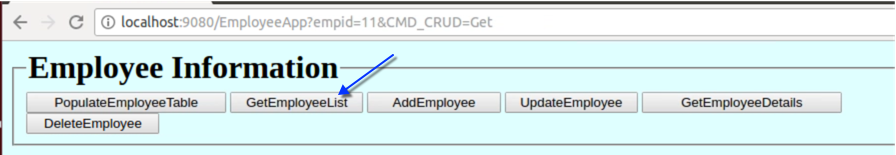 localhost:9080/EmployeeApp?empid=11&CMD_CRUD=Get
Employee Information
PopulateEmployeeTable GetEmployeeList AddEmployee UpdateEmployee GetEmployeeDetails
DeleteEmployee